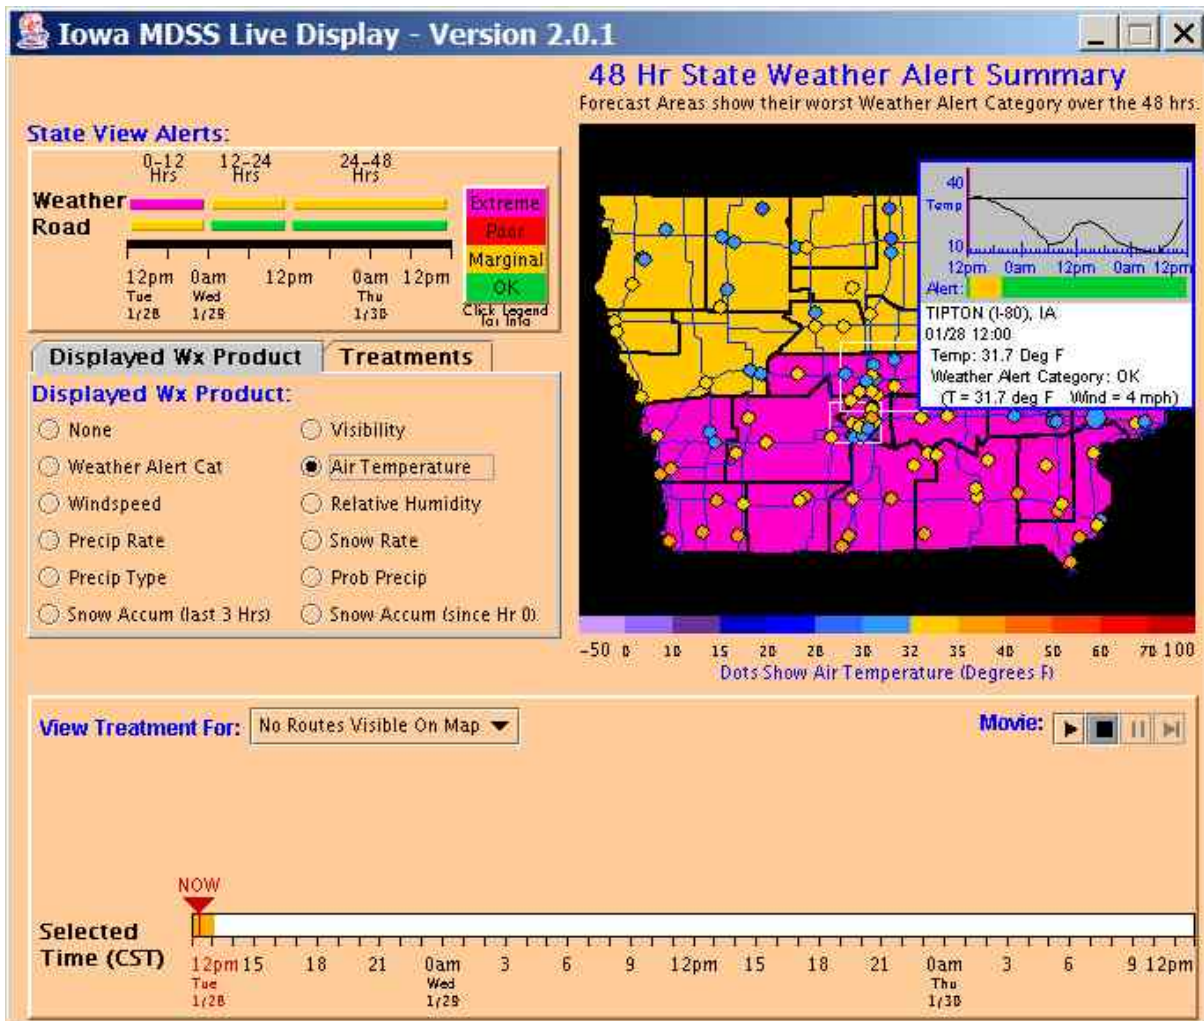 Iowa MDSS Live Display - Version 2.0.1
48 Hr State Weather Alert Summary
Forecast Areas show their worst Weather Alert Category over the 48 hrs.
State View Alerts:
0-12 Hrs 12-24 Hrs 24-48 Hrs
Weather
Road
Extreme
Poor
Marginal
OK
Click Legend
for Info
12pm 0am 12pm 0am 12pm
Tue Wed Thu
1/28 1/29 1/30
40
Temp
10
12pm 0am 12pm 0am 12pm
Alert:
TIPTON (I-80), IA
01/28 12:00
Temp: 31.7 Deg F
Weather Alert Category: OK
(T = 31.7 deg F Wind = 4 mph)
Displayed Wx Product Treatments
Displayed Wx Product:
None Visibility
Weather Alert Cat Air Temperature
Windspeed Relative Humidity
Precip Rate Snow Rate
Precip Type Prob Precip
Snow Accum (last 3 Hrs) Snow Accum (since Hr 0)
-50 0 10 15 20 28 30 32 35 40 50 60 70 100
Dots Show Air Temperature (Degrees F)
View Treatment For: No Routes Visible On Map Movie:
NOW
Selected
Time (CST)
12pm 15 18 21 0am 3 6 9 12pm 15 18 21 0am 3 6 9 12pm
Tue Wed Thu
1/28 1/29 1/30